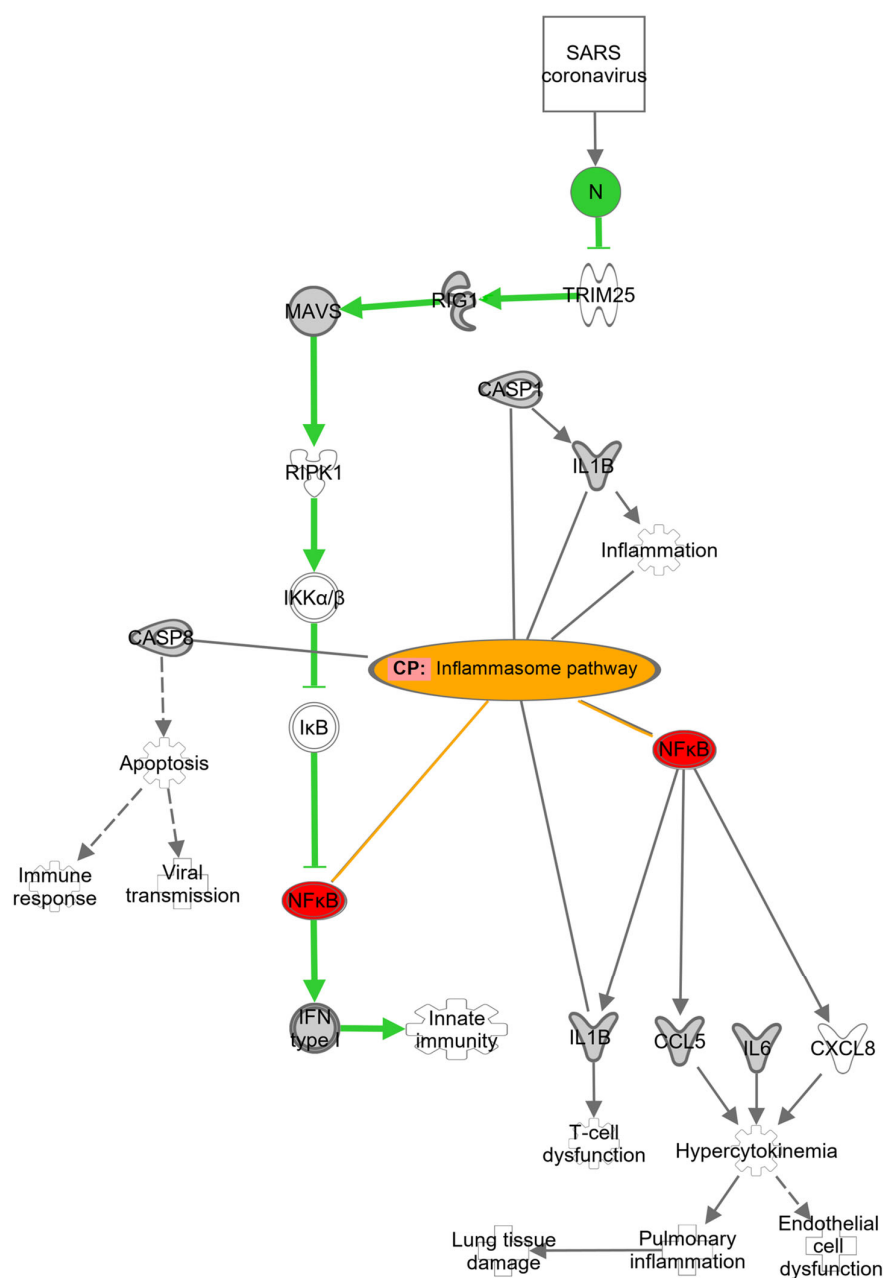 SARS
coronavirus
N
TRIM25
RIG1
MAVS
CASP1
RIPK1
IL1B
Inflammation
IKKα/β
CASP8
CP: Inflammasome pathway
IκB
NFκB
Apoptosis
Immune
response
Viral
transmission
NFκB
IFN
type I
Innate
immunity
IL1B
CCL5
IL6
CXCL8
T-cell
dysfunction
Hypercytokinemia
Lung tissue
damage
Pulmonary
inflammation
Endothelial
cell
dysfunction